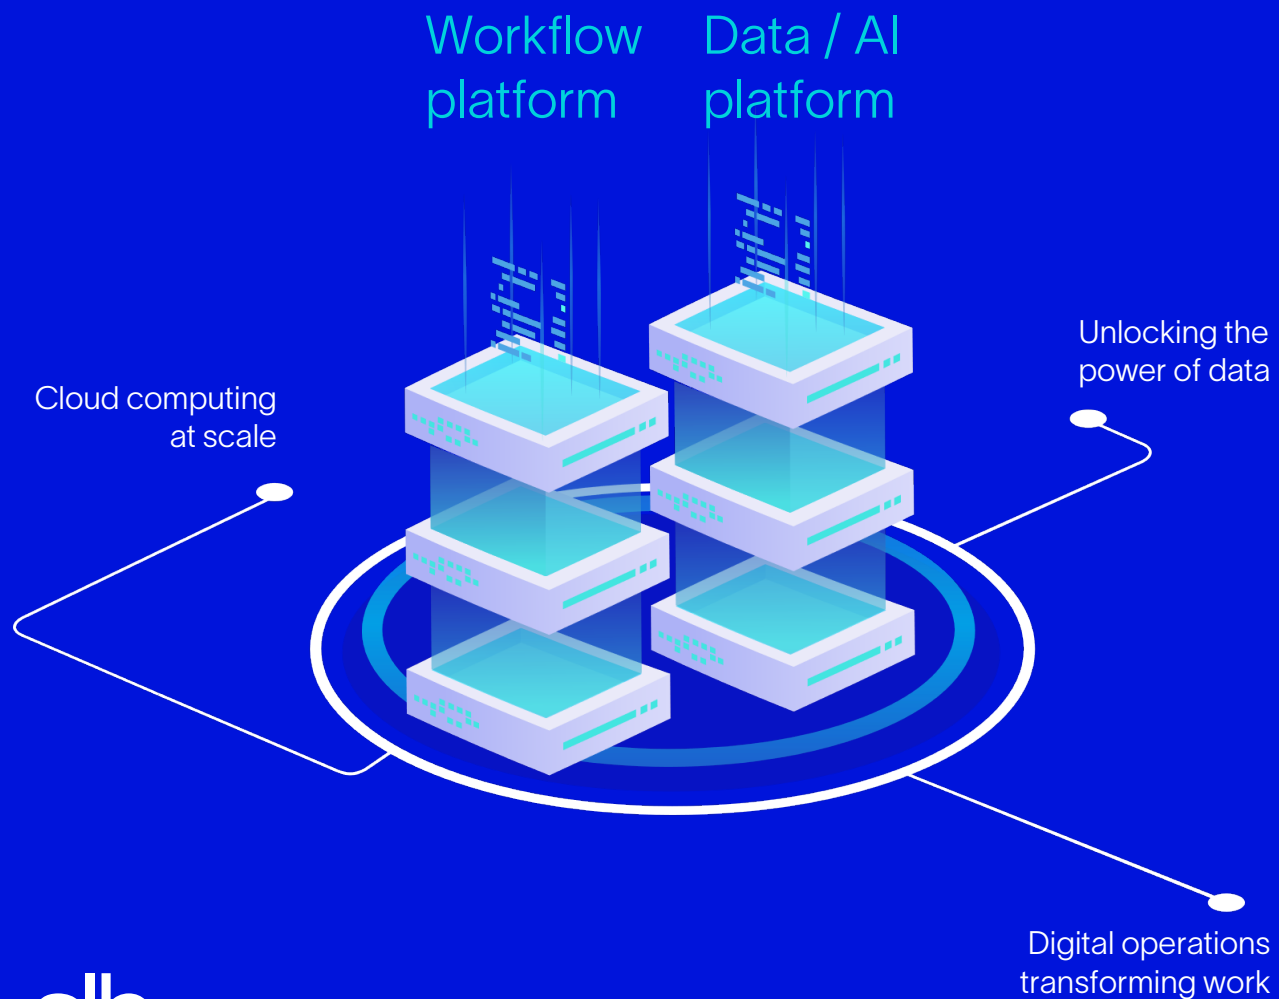 Workflow
platform
Data / AI
platform
Cloud computing
at scale
Unlocking the
power of data
Digital operations
transforming work